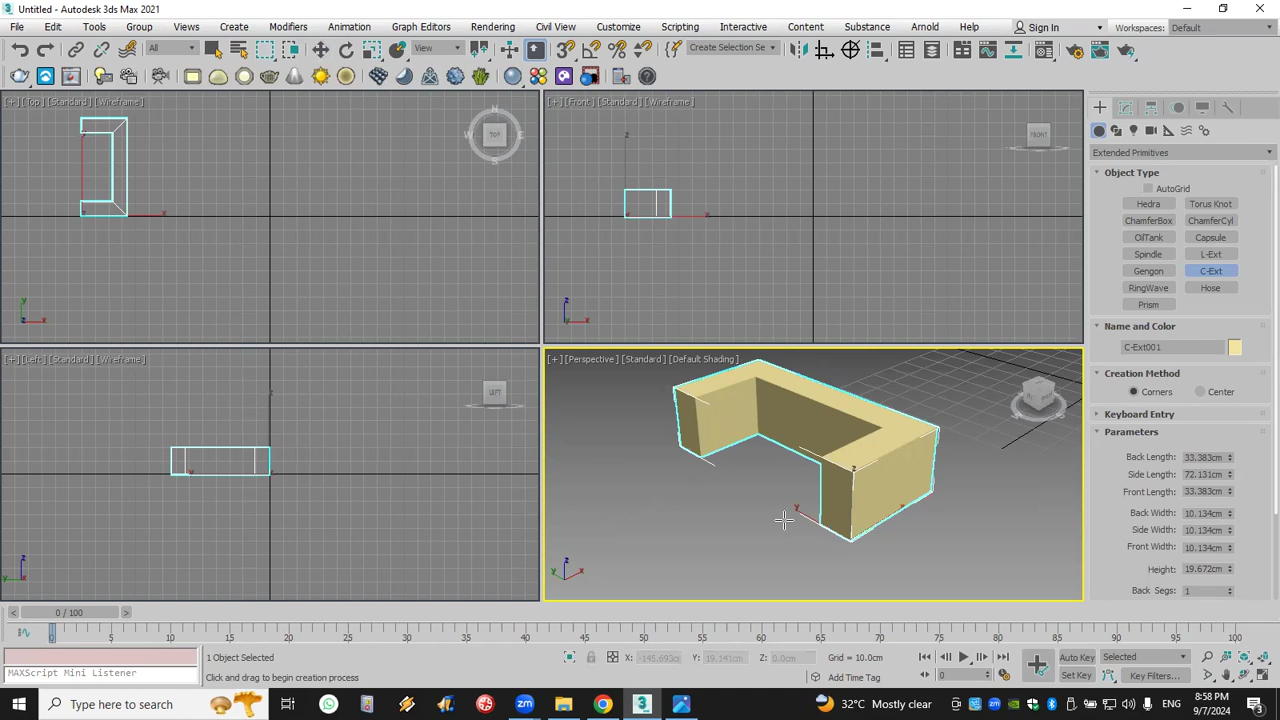 Untitled - Autodesk 3ds Max 2021
File Edit Tools Group Views Create Modifiers Animation Graph Editors Rendering Civil View Customize Scripting Interactive Content Substance Arnold Help Sign In Workspaces: Default
All View Create Selection Se
[+] [Top] [Standard] [Wireframe]
[+] [Front] [Standard] [Wireframe]
N
W TOP E
S
FRONT
Extended Primitives
Object Type
AutoGrid
Hedra Torus Knot
ChamferBox ChamferCyl
OilTank Capsule
Spindle L-Ext
Gengon C-Ext
RingWave Hose
Prism
Name and Color
C-Ext001
Creation Method
Corners Center
Keyboard Entry
Parameters
Back Length: 33.383cm
Side Length: 72.131cm
Front Length: 33.383cm
Back Width: 10.134cm
Side Width: 10.134cm
Front Width: 10.134cm
Height: 19.672cm
Back Segs: 1
[+] [Left] [Standard] [Wireframe]
LEFT
[+] [Perspective] [Standard] [Default Shading]
0 / 100
0 5 10 15 20 25 30 35 40 45 50 55 60 65 70 75 80 85 90 95 100
MAXScript Mini Listener
1 Object Selected
Click and drag to begin creation process
X: -145.693cm Y: 19.141cm Z: 0.0cm Grid = 10.0cm
Add Time Tag
0
Auto Key Selected
Set Key Key Filters...
Type here to search
32°C Mostly clear
ENG
8:58 PM
9/7/2024